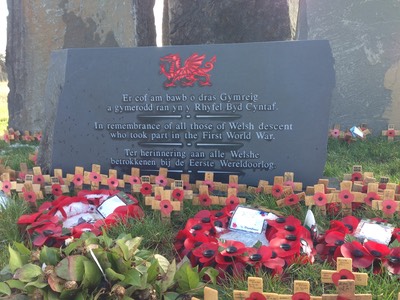 Er cof am bawb o dras Gymreig
a gymerodd ran yn y Rhyfel Byd Cyntaf.
In remembrance of all those of Welsh descent
who took part in the First World War.
Ter herinnering aan alle Welshe
betrokkenen bij de Eerste Wereldoorlog